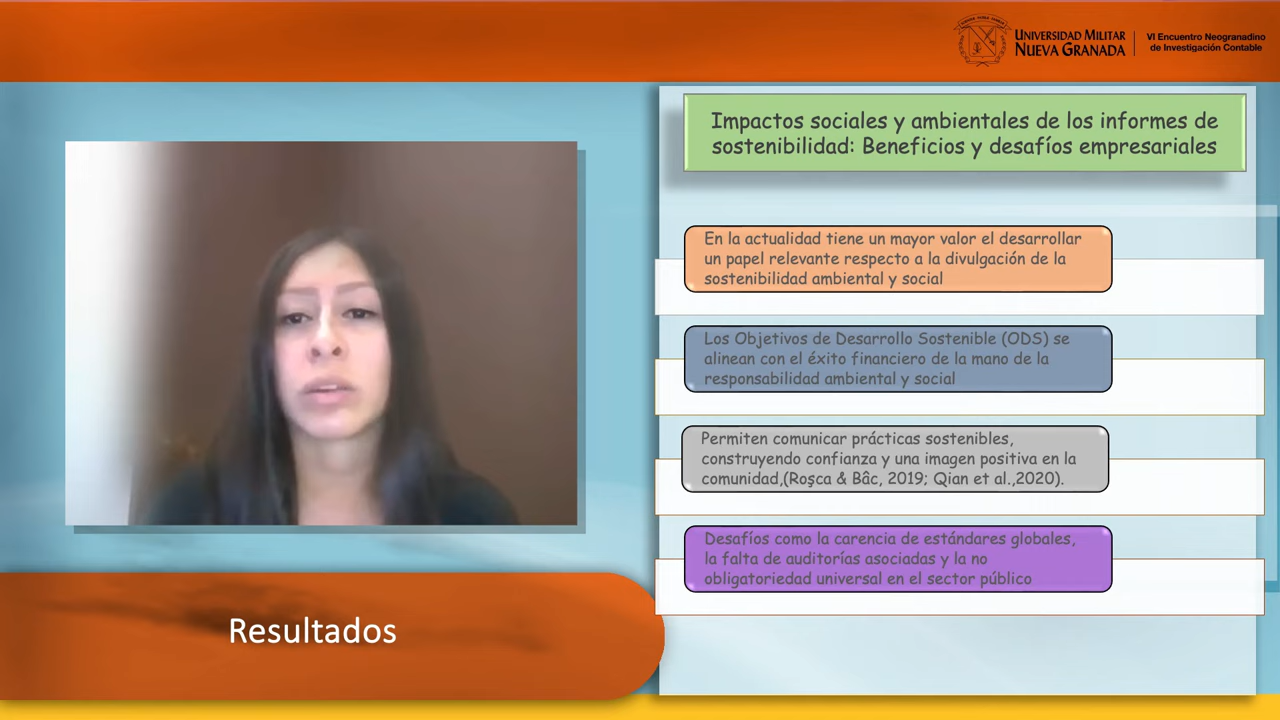 UNIVERSIDAD MILITAR
NUEVA GRANADA
VI Encuentro Neogranadino
de Investigación Contable
Impactos sociales y ambientales de los informes de
sostenibilidad: Beneficios y desafíos empresariales
En la actualidad tiene un mayor valor el desarrollar
un papel relevante respecto a la divulgación de la
sostenibilidad ambiental y social
Los Objetivos de Desarrollo Sostenible (ODS) se
alinean con el éxito financiero de la mano de la
responsabilidad ambiental y social
Permiten comunicar prácticas sostenibles,
construyendo confianza y una imagen positiva en la
comunidad,(Roşca & Bâc, 2019; Qian et al.,2020).
Desafíos como la carencia de estándares globales,
la falta de auditorías asociadas y la no
obligatoriedad universal en el sector público
Resultados